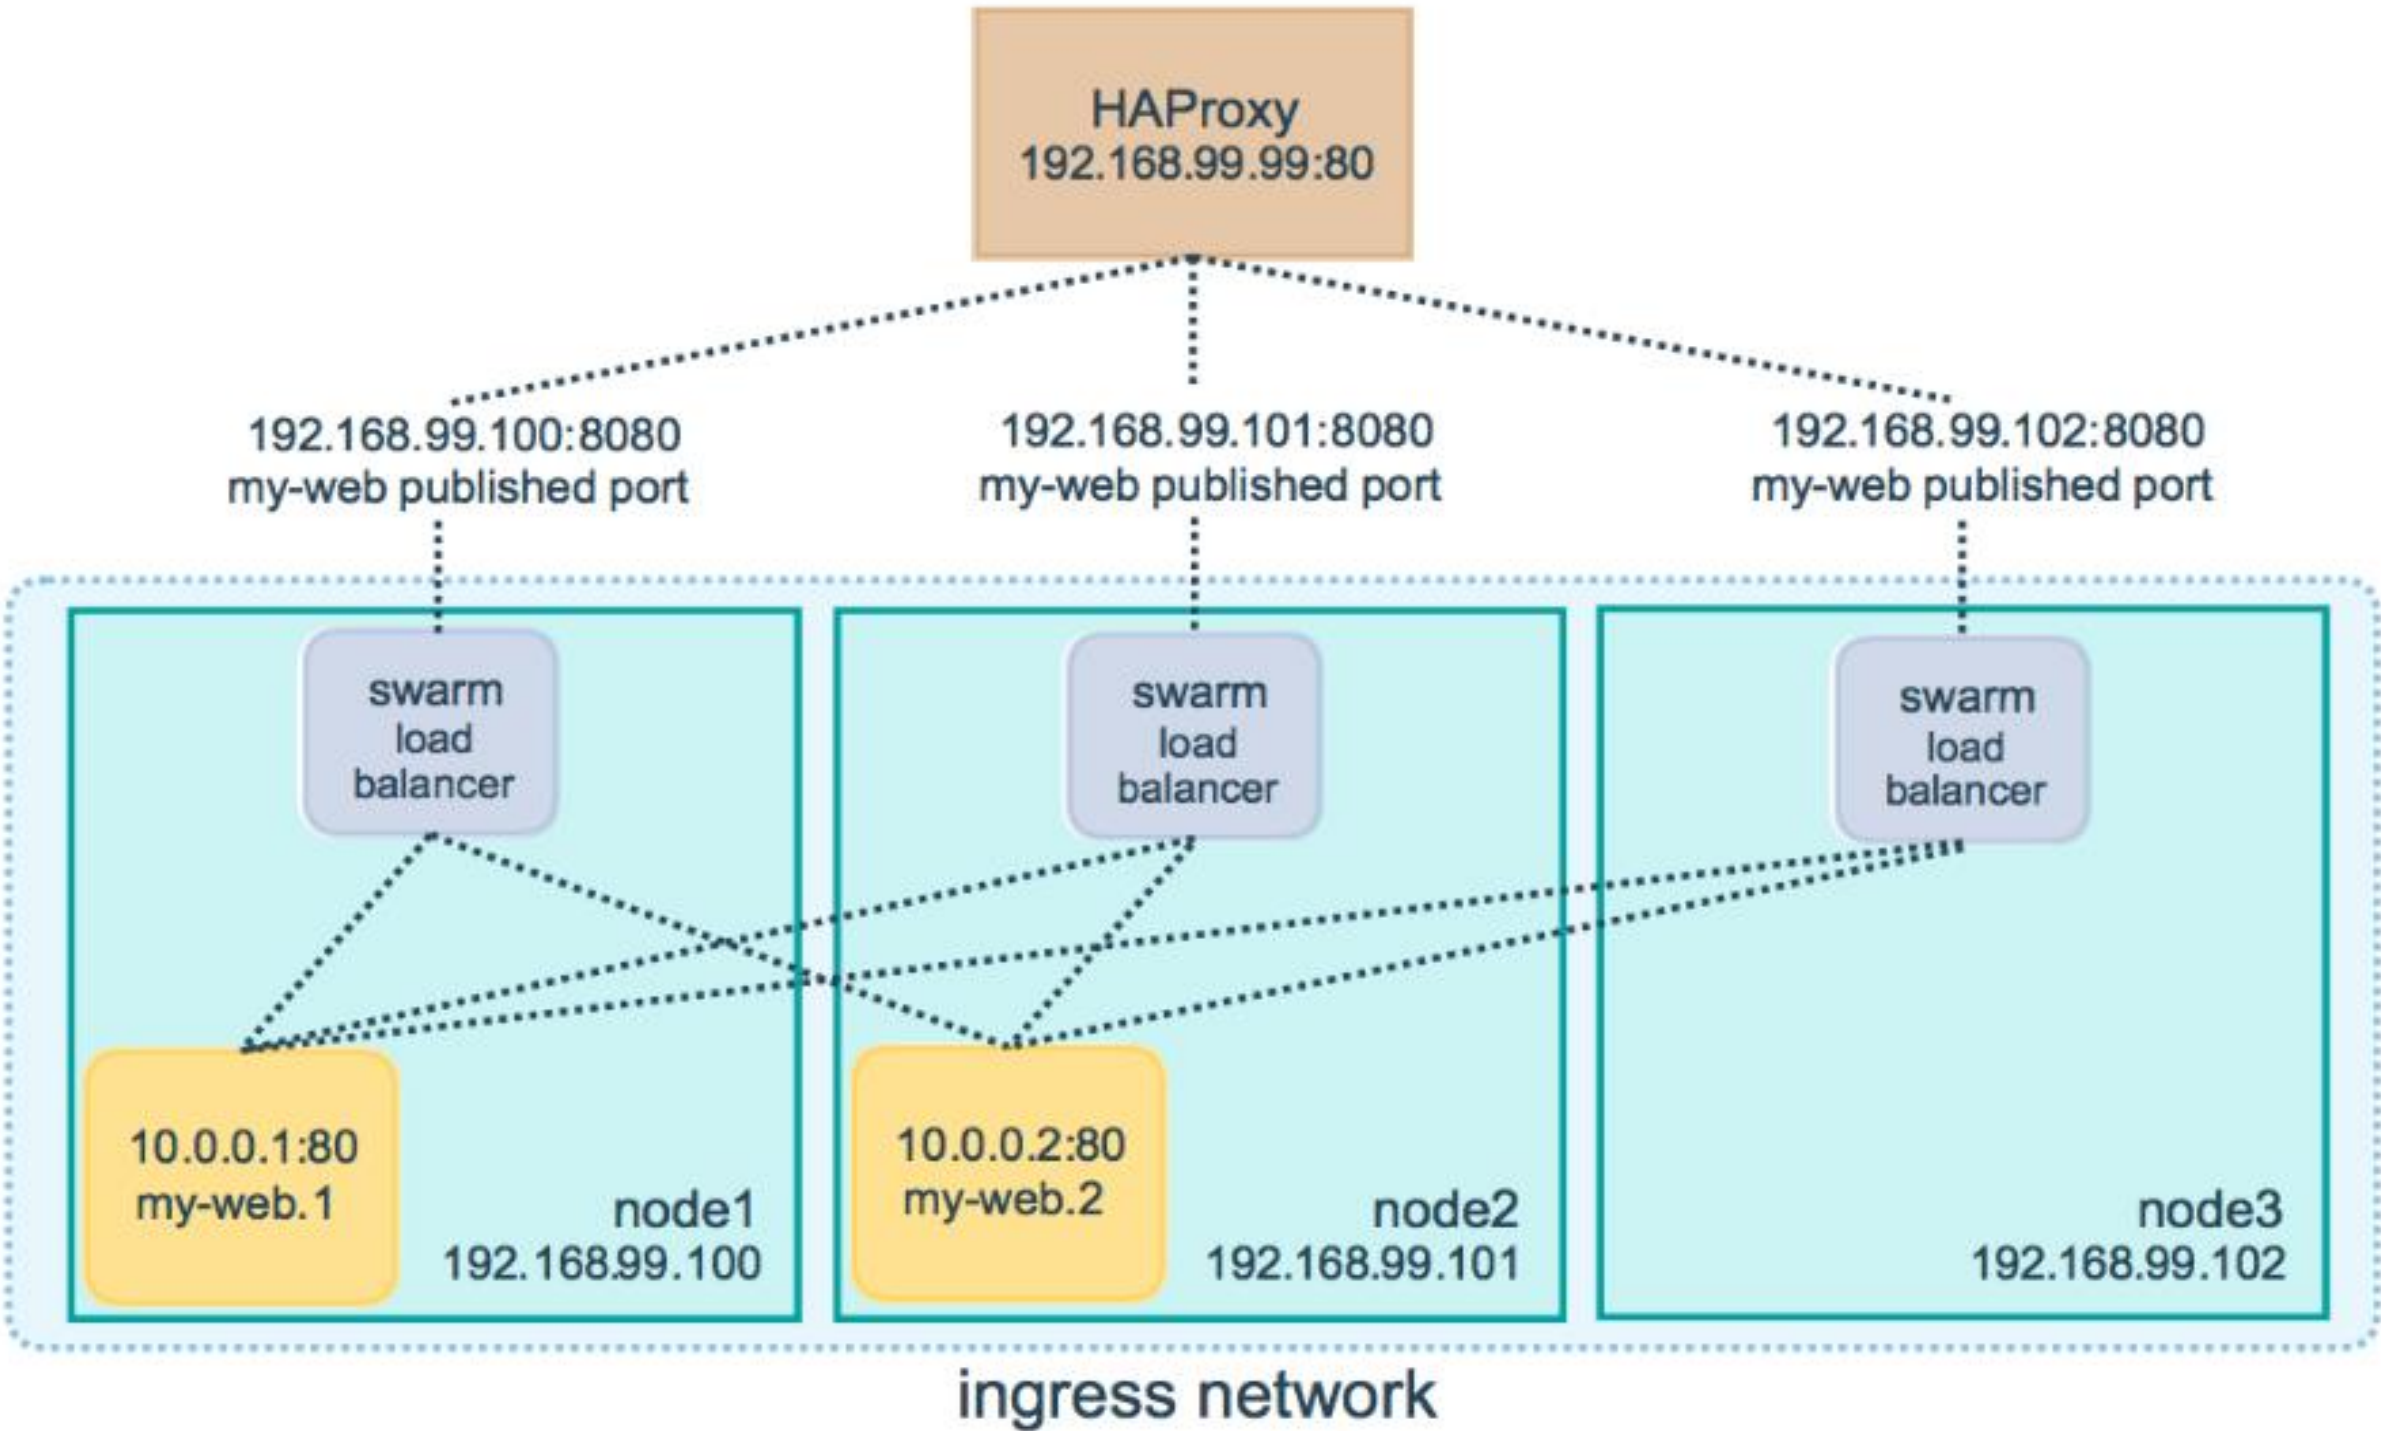 HAProxy
192.168.99.99:80
192.168.99.100:8080
my-web published port
192.168.99.101:8080
my-web published port
192.168.99.102:8080
my-web published port
swarm
load
balancer
swarm
load
balancer
swarm
load
balancer
10.0.0.1:80
my-web.1
node1
192.168.99.100
10.0.0.2:80
my-web.2
node2
192.168.99.101
node3
192.168.99.102
ingress network